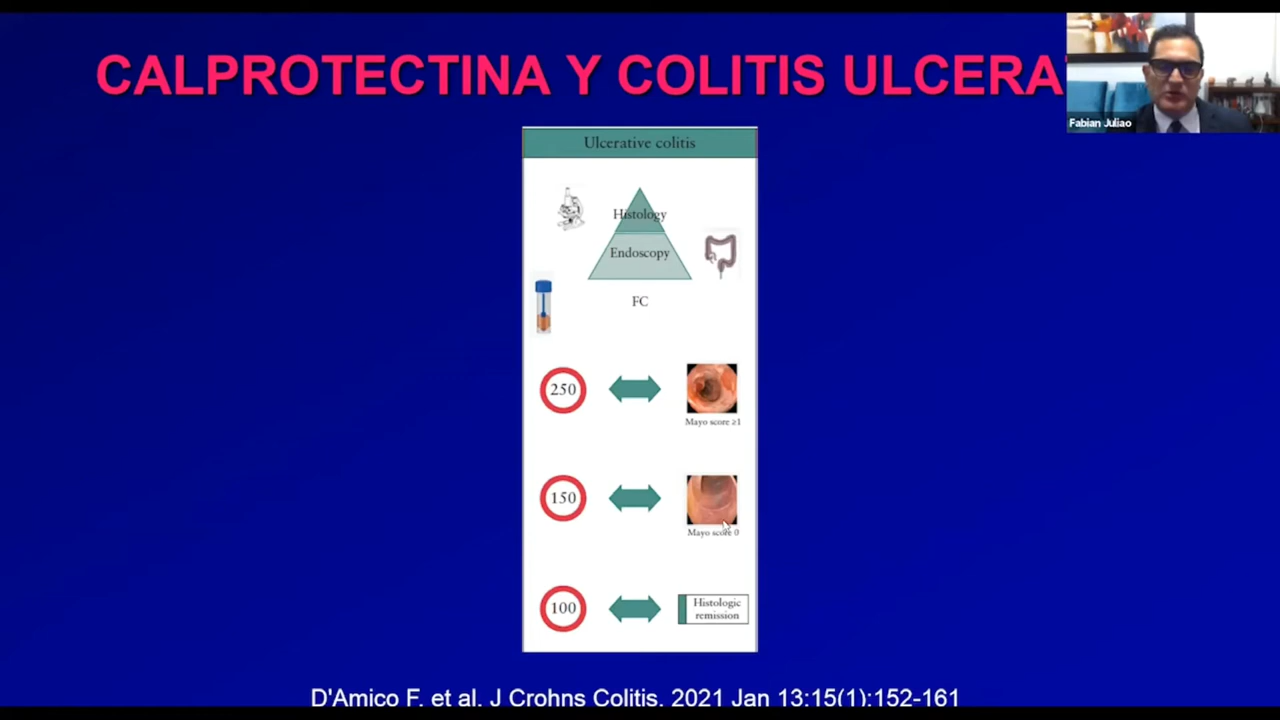 CALPROTECTINA Y COLITIS ULCERA
Fabian Juliao
Ulcerative colitis
Histology
Endoscopy
FC
250
Mayo score ≥1
150
Mayo score 0
100
Histologic
remission
D'Amico F, et al. J Crohns Colitis. 2021 Jan 13:15(1):152-161